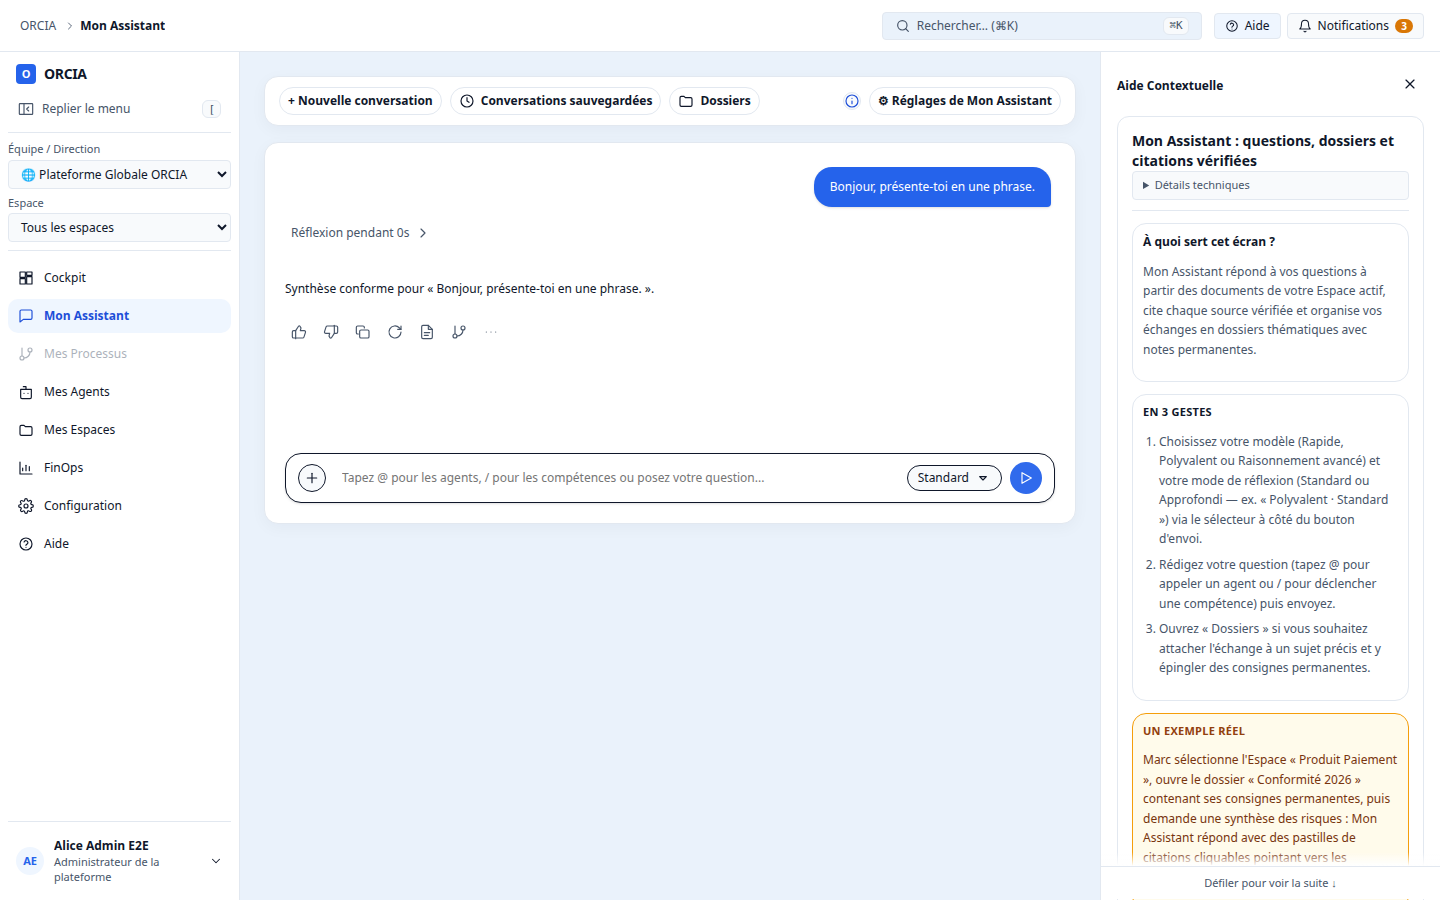 ORCIA > Mon Assistant
Rechercher... (⌘K)
⌘K
Aide
Notifications 3
O ORCIA
Replier le menu [
Équipe / Direction
🌐 Plateforme Globale ORCIA
Espace
Tous les espaces
Cockpit
Mon Assistant
Mes Processus
Mes Agents
Mes Espaces
FinOps
Configuration
Aide
AE
Alice Admin E2E
Administrateur de la
plateforme
+ Nouvelle conversation
Conversations sauvegardées
Dossiers
⚙ Réglages de Mon Assistant
Bonjour, présente-toi en une phrase.
Réflexion pendant 0s
Synthèse conforme pour « Bonjour, présente-toi en une phrase. ».
Tapez @ pour les agents, / pour les compétences ou posez votre question...
Standard
Aide Contextuelle
Mon Assistant : questions, dossiers et
citations vérifiées
▶ Détails techniques
À quoi sert cet écran ?
Mon Assistant répond à vos questions à
partir des documents de votre Espace actif,
cite chaque source vérifiée et organise vos
échanges en dossiers thématiques avec
notes permanentes.
EN 3 GESTES
1. Choisissez votre modèle (Rapide,
Polyvalent ou Raisonnement avancé) et
votre mode de réflexion (Standard ou
Approfondi — ex. « Polyvalent · Standard
») via le sélecteur à côté du bouton
d'envoi.
2. Rédigez votre question (tapez @ pour
appeler un agent ou / pour déclencher
une compétence) puis envoyez.
3. Ouvrez « Dossiers » si vous souhaitez
attacher l'échange à un sujet précis et y
épingler des consignes permanentes.
UN EXEMPLE RÉEL
Marc sélectionne l'Espace « Produit Paiement
», ouvre le dossier « Conformité 2026 »
contenant ses consignes permanentes, puis
demande une synthèse des risques : Mon
Assistant répond avec des pastilles de
citations cliquables pointant vers les
Défiler pour voir la suite ↓